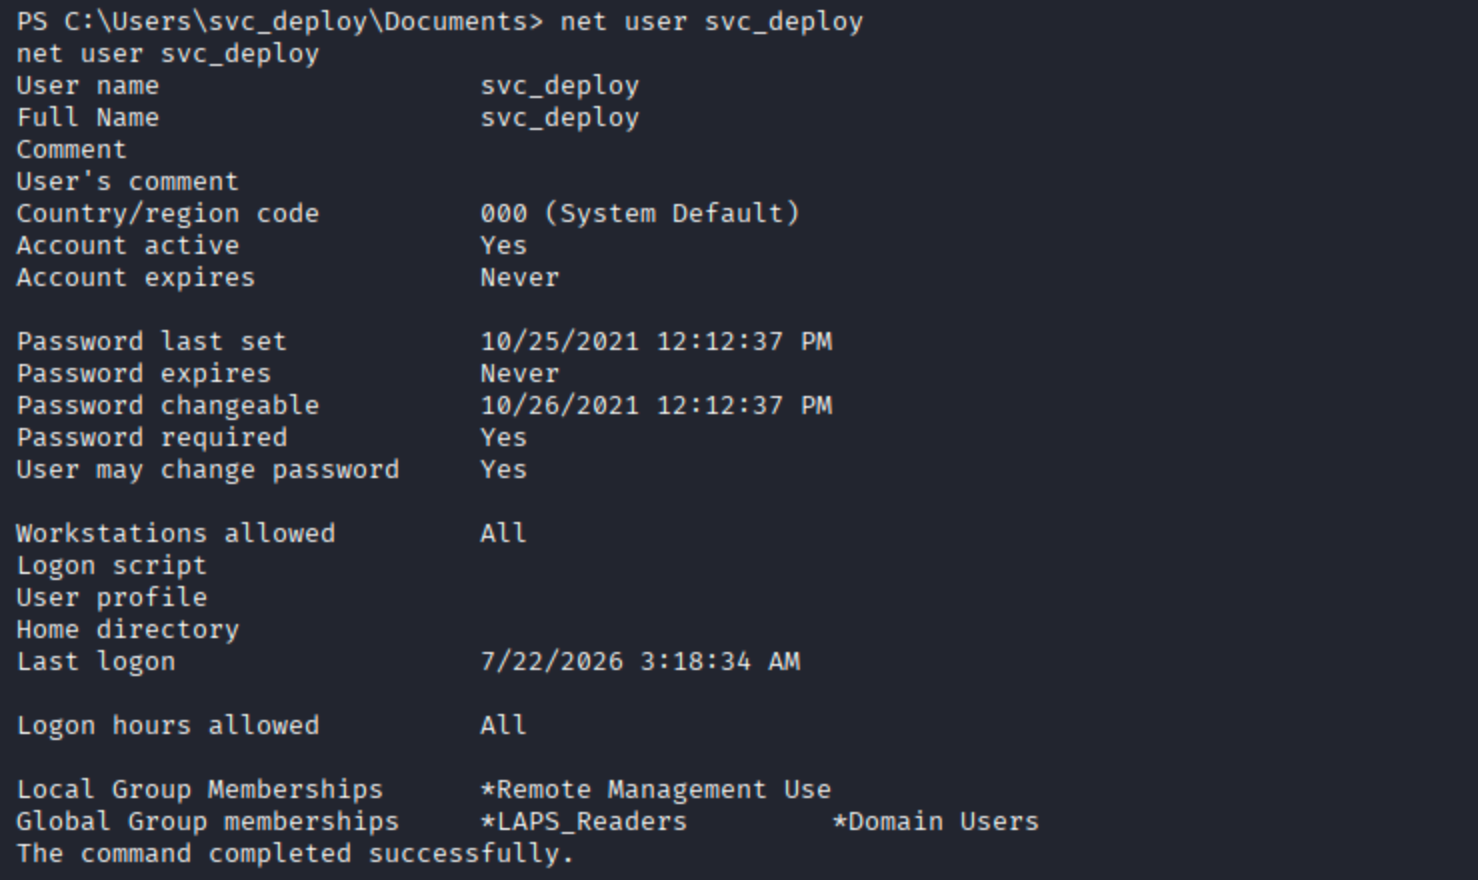 PS C:\Users\svc_deploy\Documents> net user svc_deploy
net user svc_deploy
User name                    svc_deploy
Full Name                    svc_deploy
Comment
User's comment
Country/region code          000 (System Default)
Account active               Yes
Account expires              Never

Password last set            10/25/2021 12:12:37 PM
Password expires             Never
Password changeable          10/26/2021 12:12:37 PM
Password required            Yes
User may change password     Yes

Workstations allowed         All
Logon script
User profile
Home directory
Last logon                   7/22/2026 3:18:34 AM

Logon hours allowed          All

Local Group Memberships      *Remote Management Use
Global Group memberships     *LAPS_Readers         *Domain Users
The command completed successfully.